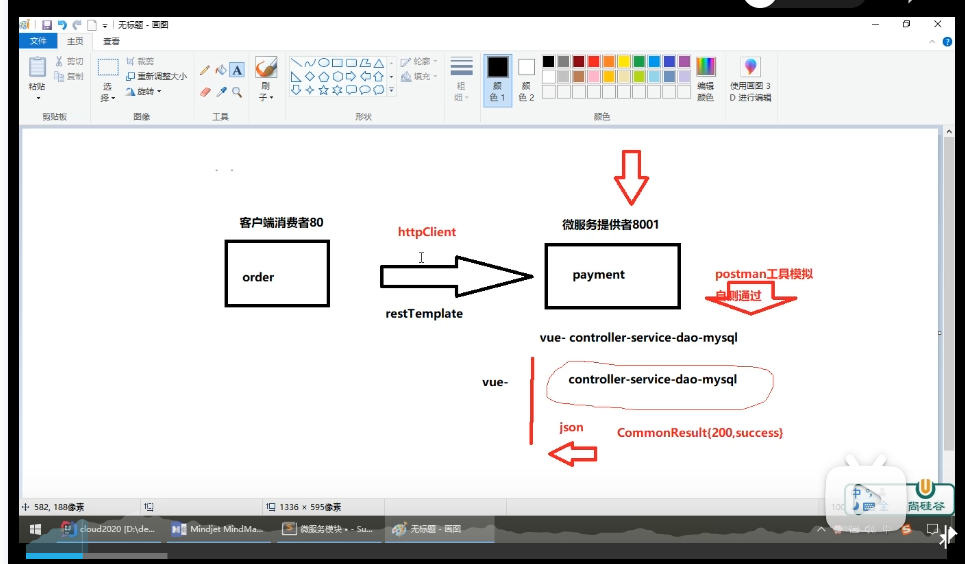 无标题 - 画图
文件 主页 查看
剪切
复制
粘贴
剪贴板
裁剪
重新调整大小
旋转
选择
图像
A
工具
刷子
轮廓
填充
形状
粗细
颜色 1
颜色 2
编辑颜色
颜色
使用画图 3D 进行编辑
客户端消费者80
order
httpClient
restTemplate
微服务提供者8001
payment
postman工具模拟
自测通过
vue- controller-service-dao-mysql
vue-
controller-service-dao-mysql
json
CommonResult{200,success}
582, 188像素
1336 × 595像素
100
中
尚硅谷
cloud2020 [D:\de...
Mindjet MindMa...
微服务模块 • - Su...
无标题 - 画图